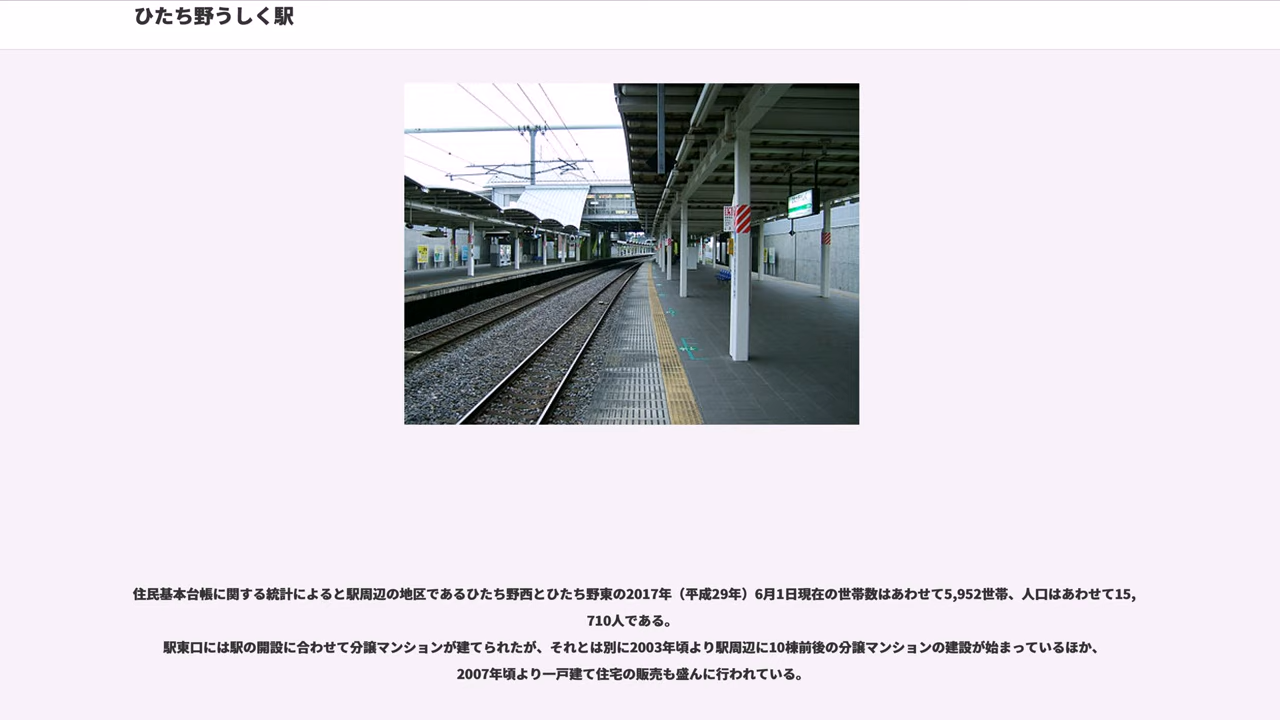 ひたち野うしく駅
住民基本台帳に関する統計によると駅周辺の地区であるひたち野西とひたち野東の2017年（平成29年）6月1日現在の世帯数はあわせて5,952世帯、人口はあわせて15,
710人である。
駅東口には駅の開設に合わせて分譲マンションが建てられたが、それとは別に2003年頃より駅周辺に10棟前後の分譲マンションの建設が始まっているほか、
2007年頃より一戸建て住宅の販売も盛んに行われている。